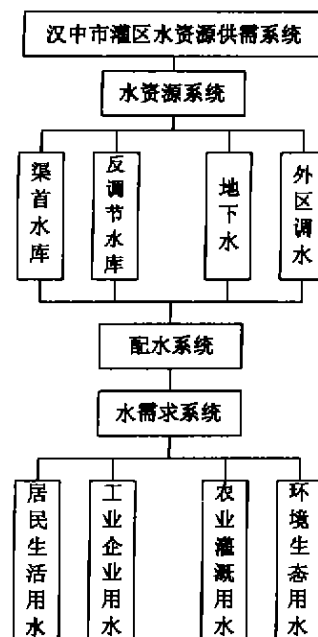 汉中市灌区水资源供需系统
水资源系统
渠首水库
反调节水库
地下水
外区调水
配水系统
水需求系统
居民生活用水
工业企业用水
农业灌溉用水
环境生态用水